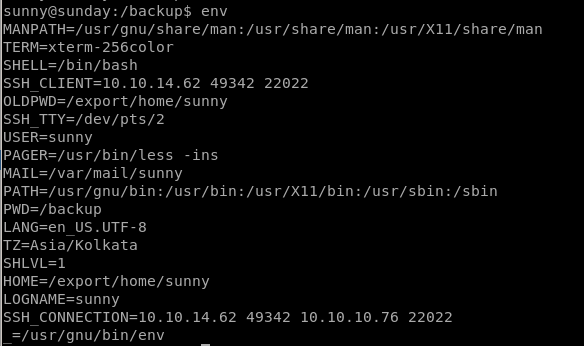 sunny@sunday:/backup$ env
MANPATH=/usr/gnu/share/man:/usr/share/man:/usr/X11/share/man
TERM=xterm-256color
SHELL=/bin/bash
SSH_CLIENT=10.10.14.62 49342 22022
OLDPWD=/export/home/sunny
SSH_TTY=/dev/pts/2
USER=sunny
PAGER=/usr/bin/less -ins
MAIL=/var/mail/sunny
PATH=/usr/gnu/bin:/usr/bin:/usr/X11/bin:/usr/sbin:/sbin
PWD=/backup
LANG=en_US.UTF-8
TZ=Asia/Kolkata
SHLVL=1
HOME=/export/home/sunny
LOGNAME=sunny
SSH_CONNECTION=10.10.14.62 49342 10.10.10.76 22022
_=/usr/gnu/bin/env